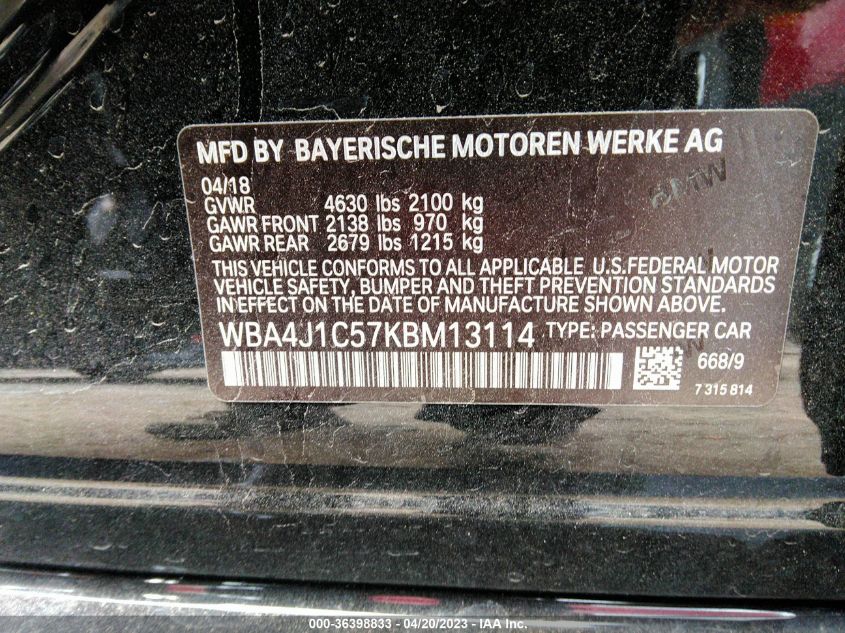 MFD BY BAYERISCHE MOTOREN WERKE AG
04/18
GVWR 4630 lbs 2100 kg
GAWR FRONT 2138 lbs 970 kg
GAWR REAR 2679 lbs 1215 kg
BMW
THIS VEHICLE CONFORMS TO ALL APPLICABLE U.S.FEDERAL MOTOR
VEHICLE SAFETY, BUMPER AND THEFT PREVENTION STANDARDS
IN EFFECT ON THE DATE OF MANUFACTURE SHOWN ABOVE.
WBA4J1C57KBM13114 TYPE: PASSENGER CAR
668/9
7 315 814
000-36398833 - 04/20/2023 - IAA Inc.